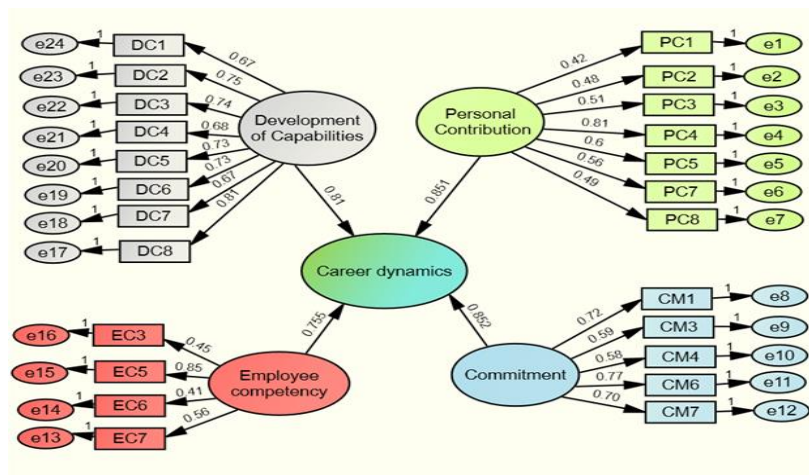 e24 1 DC1 0.67
e23 1 DC2 0.75
e22 1 DC3 0.74
e21 1 DC4 0.68
e20 1 DC5 0.73
e19 1 DC6 0.73
e18 1 DC7 0.67
e17 1 DC8 0.81
Development
of Capabilities
0.81
Personal
Contribution
0.851
0.42 PC1 1 e1
0.48 PC2 1 e2
0.51 PC3 1 e3
0.81 PC4 1 e4
0.6 PC5 1 e5
0.56 PC7 1 e6
0.49 PC8 1 e7
Career dynamics
e16 1 EC3 0.45
e15 1 EC5 0.85
e14 1 EC6 0.41
e13 1 EC7 0.56
Employee
competency
0.755
Commitment
0.852
0.72 CM1 1 e8
0.59 CM3 1 e9
0.58 CM4 1 e10
0.77 CM6 1 e11
0.70 CM7 1 e12